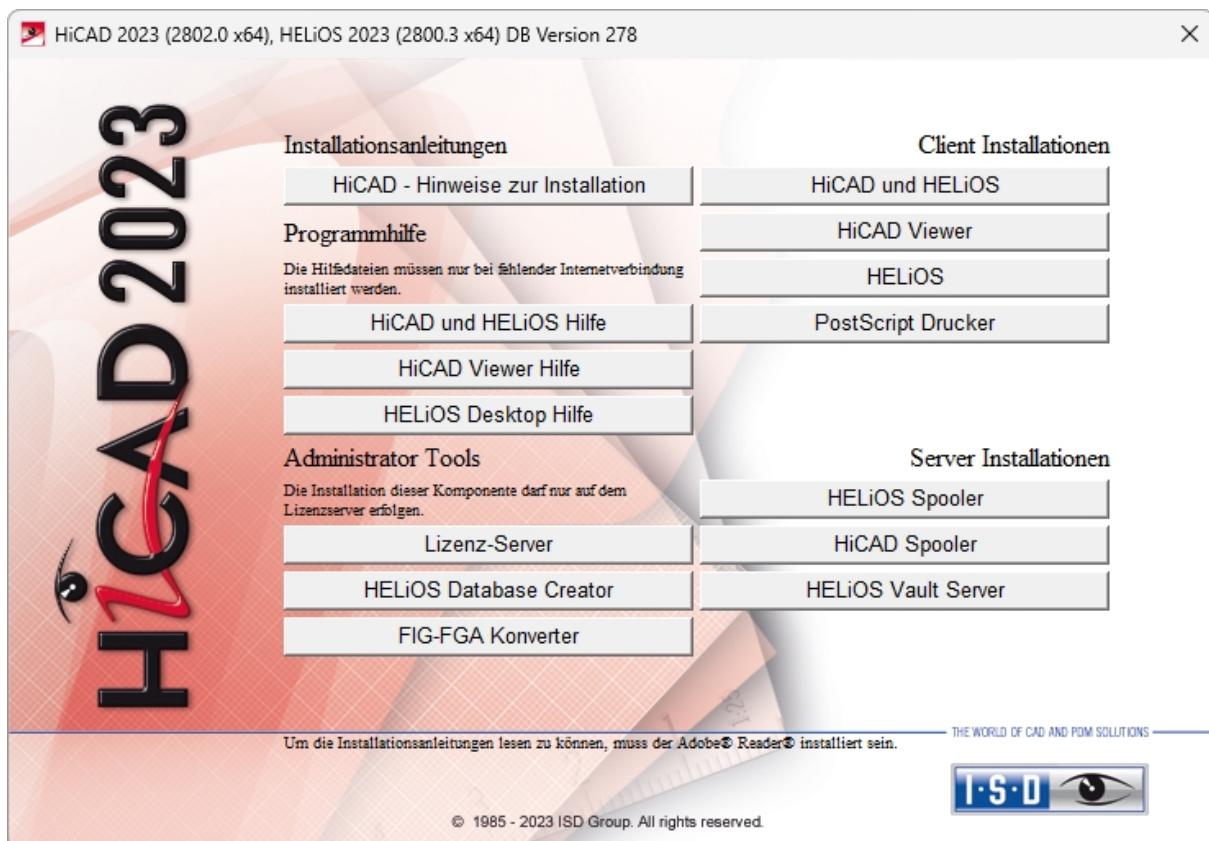 HiCAD 2023 (2802.0 x64), HELiOS 2023 (2800.3 x64) DB Version 278
HiCAD 2023
Installationsanleitungen
HiCAD - Hinweise zur Installation
Programmhilfe
Die Hilfedateien müssen nur bei fehlender Internetverbindung
installiert werden.
HiCAD und HELiOS Hilfe
HiCAD Viewer Hilfe
HELiOS Desktop Hilfe
Administrator Tools
Die Installation dieser Komponente darf nur auf dem
Lizenzserver erfolgen.
Lizenz-Server
HELiOS Database Creator
FIG-FGA Konverter
Client Installationen
HiCAD und HELiOS
HiCAD Viewer
HELiOS
PostScript Drucker
Server Installationen
HELiOS Spooler
HiCAD Spooler
HELiOS Vault Server
Um die Installationsanleitungen lesen zu können, muss der Adobe® Reader® installiert sein.
THE WORLD OF CAD AND PDM SOLUTIONS
I·S·D
© 1985 - 2023 ISD Group. All rights reserved.